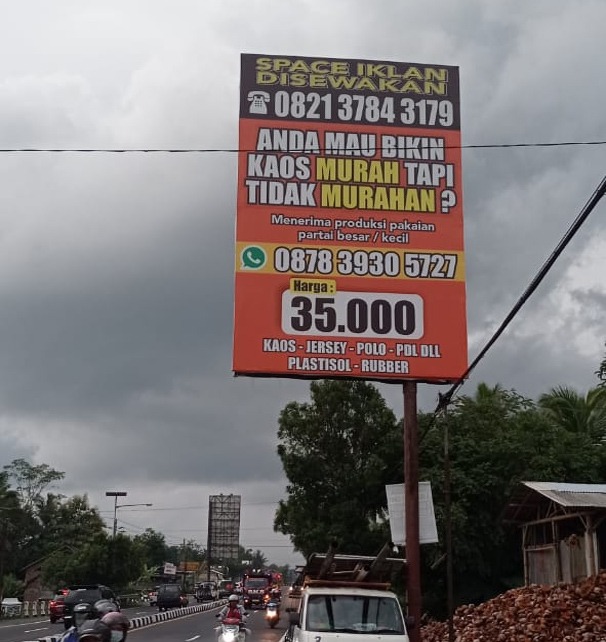 SPACE IKLAN
DISEWAKAN
0821 3784 3179
ANDA MAU BIKIN
KAOS MURAH TAPI
TIDAK MURAHAN ?
Menerima produksi pakaian
partai besar / kecil
0878 3930 5727
Harga :
35.000
KAOS - JERSEY - POLO - PDL DLL
PLASTISOL - RUBBER